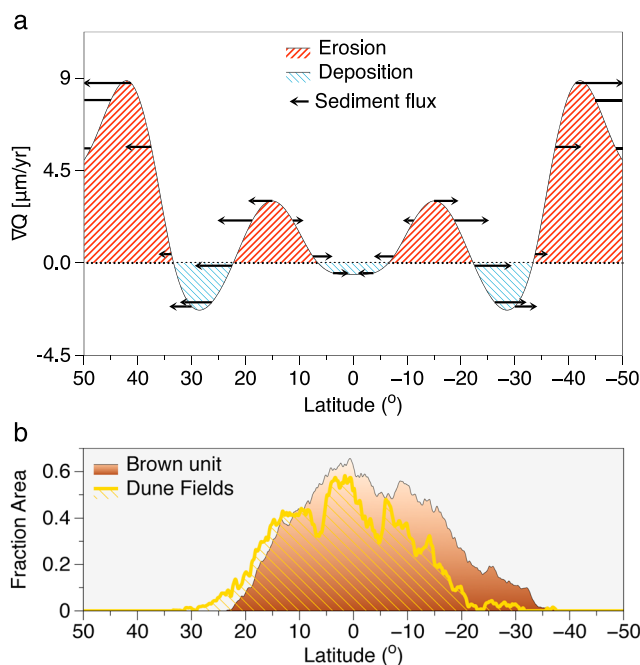 a
Erosion
Deposition
Sediment flux
∇Q [μm/yr]
9
4.5
0.0
-4.5
50 40 30 20 10 0 −10 −20 −30 −40 −50
Latitude (o)
b
Brown unit
Dune Fields
Fraction Area
0.6
0.4
0.2
0
50 40 30 20 10 0 −10 −20 −30 −40 −50
Latitude (o)